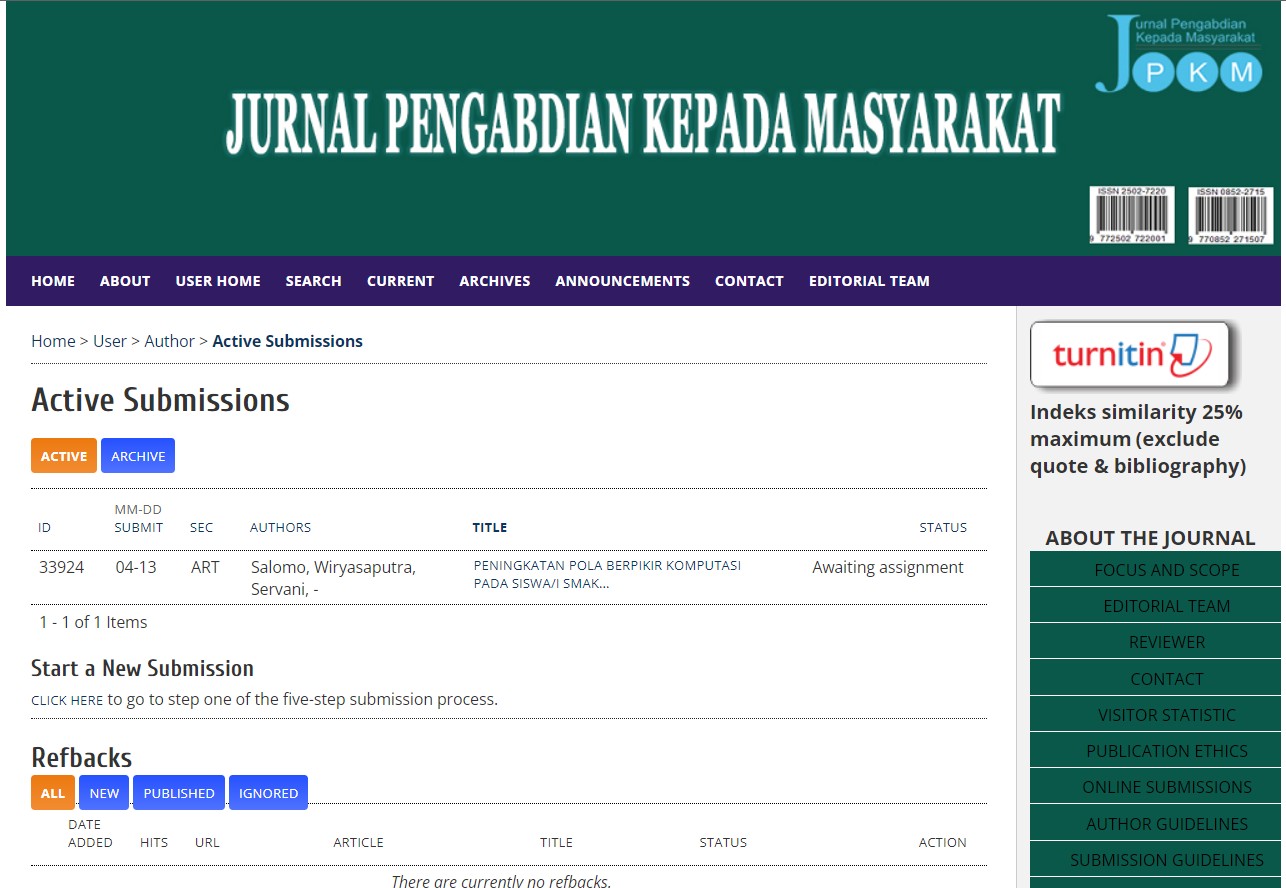 urnal Pengabdian
Kepada Masyarakat
J P K M
JURNAL PENGABDIAN KEPADA MASYARAKAT
ISSN 2502-7220
9 772502 722001
ISSN 0852-2715
9 770852 271507
HOME ABOUT USER HOME SEARCH CURRENT ARCHIVES ANNOUNCEMENTS CONTACT EDITORIAL TEAM
Home > User > Author > Active Submissions
Active Submissions
ACTIVE ARCHIVE
MM-DD
ID SUBMIT SEC AUTHORS TITLE STATUS
33924 04-13 ART Salomo, Wiryasaputra, PENINGKATAN POLA BERPIKIR KOMPUTASI Awaiting assignment
Servani, - PADA SISWA/I SMAK...
1 - 1 of 1 Items
Start a New Submission
CLICK HERE to go to step one of the five-step submission process.
Refbacks
ALL NEW PUBLISHED IGNORED
DATE
ADDED HITS URL ARTICLE TITLE STATUS ACTION
There are currently no refbacks.
turnitin
Indeks similarity 25%
maximum (exclude
quote & bibliography)
ABOUT THE JOURNAL
FOCUS AND SCOPE
EDITORIAL TEAM
REVIEWER
CONTACT
VISITOR STATISTIC
PUBLICATION ETHICS
ONLINE SUBMISSIONS
AUTHOR GUIDELINES
SUBMISSION GUIDELINES